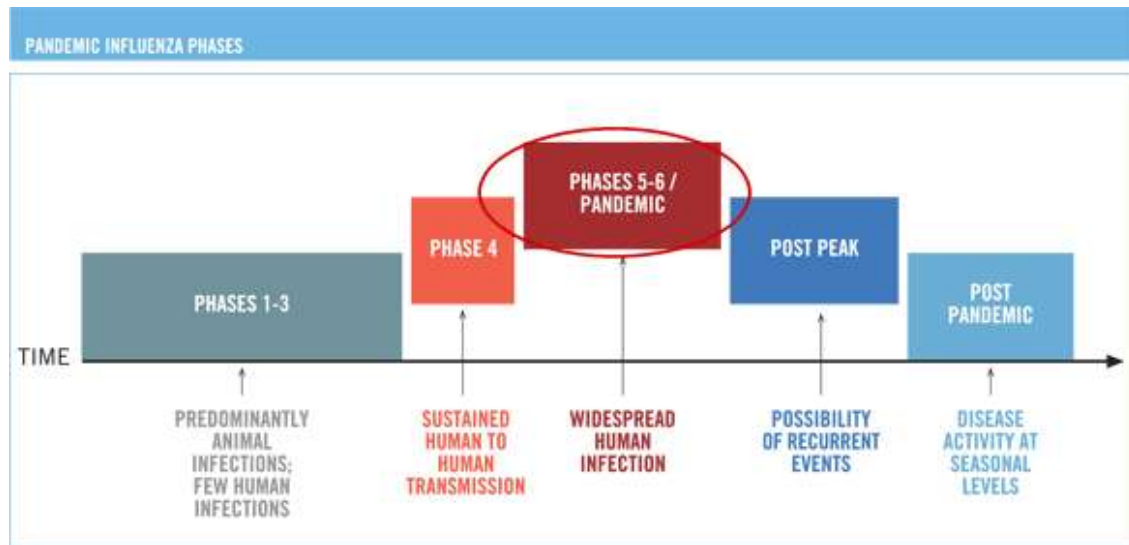 PANDEMIC INFLUENZA PHASES
PHASES 5-6 /
PANDEMIC
PHASE 4
POST PEAK
PHASES 1-3
POST
PANDEMIC
TIME
PREDOMINANTLY
ANIMAL
INFECTIONS;
FEW HUMAN
INFECTIONS
SUSTAINED
HUMAN TO
HUMAN
TRANSMISSION
WIDESPREAD
HUMAN
INFECTION
POSSIBILITY
OF RECURRENT
EVENTS
DISEASE
ACTIVITY AT
SEASONAL
LEVELS